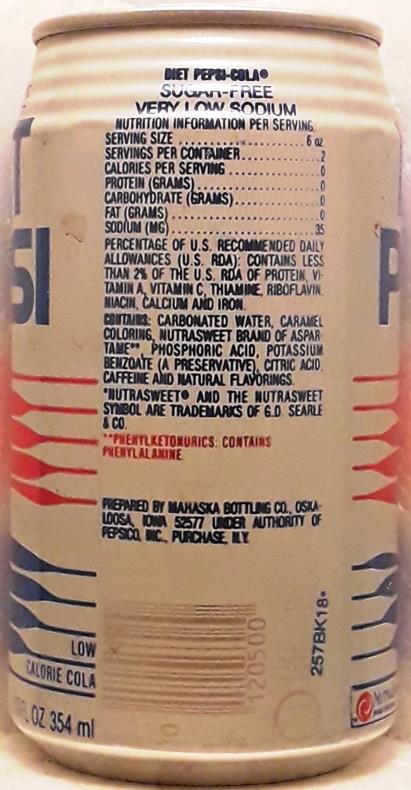 DIET PEPSI-COLA®
SUGAR-FREE
VERY LOW SODIUM
NUTRITION INFORMATION PER SERVING
SERVING SIZE ........................ 6 oz
SERVINGS PER CONTAINER............... 2
CALORIES PER SERVING ................ 0
PROTEIN (GRAMS)...................... 0
CARBOHYDRATE (GRAMS)................. 0
FAT (GRAMS) ......................... 0
SODIUM (MG).......................... 35
PERCENTAGE OF U.S. RECOMMENDED DAILY
ALLOWANCES (U.S. RDA): CONTAINS LESS
THAN 2% OF THE U.S. RDA OF PROTEIN, VI-
TAMIN A, VITAMIN C, THIAMINE, RIBOFLAVIN,
NIACIN, CALCIUM AND IRON.
CONTAINS: CARBONATED WATER, CARAMEL
COLORING, NUTRASWEET BRAND OF ASPAR-
TAME**, PHOSPHORIC ACID, POTASSIUM
BENZOATE (A PRESERVATIVE), CITRIC ACID,
CAFFEINE AND NATURAL FLAVORINGS.
*NUTRASWEET® AND THE NUTRASWEET
SYMBOL ARE TRADEMARKS OF G.D. SEARLE
& CO.
**PHENYLKETONURICS: CONTAINS
PHENYLALANINE
PREPARED BY MAHASKA BOTTLING CO., OSKA-
LOOSA, IOWA 52577 UNDER AUTHORITY OF
PEPSICO, INC., PURCHASE, N.Y.
T
SI
P
LOW
CALORIE COLA
OZ 354 ml
0
120500
257BK18*